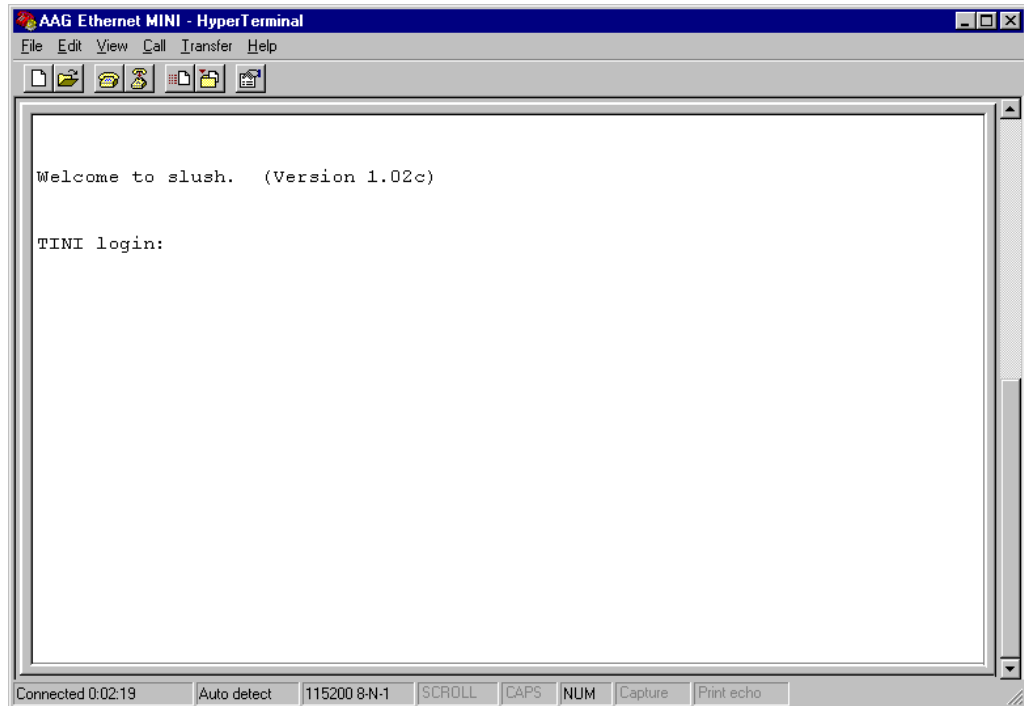 AAG Ethernet MINI - HyperTerminal
File Edit View Call Transfer Help
Welcome to slush.  (Version 1.02c)
TINI login:
Connected 0:02:19 Auto detect 115200 8-N-1 SCROLL CAPS NUM Capture Print echo